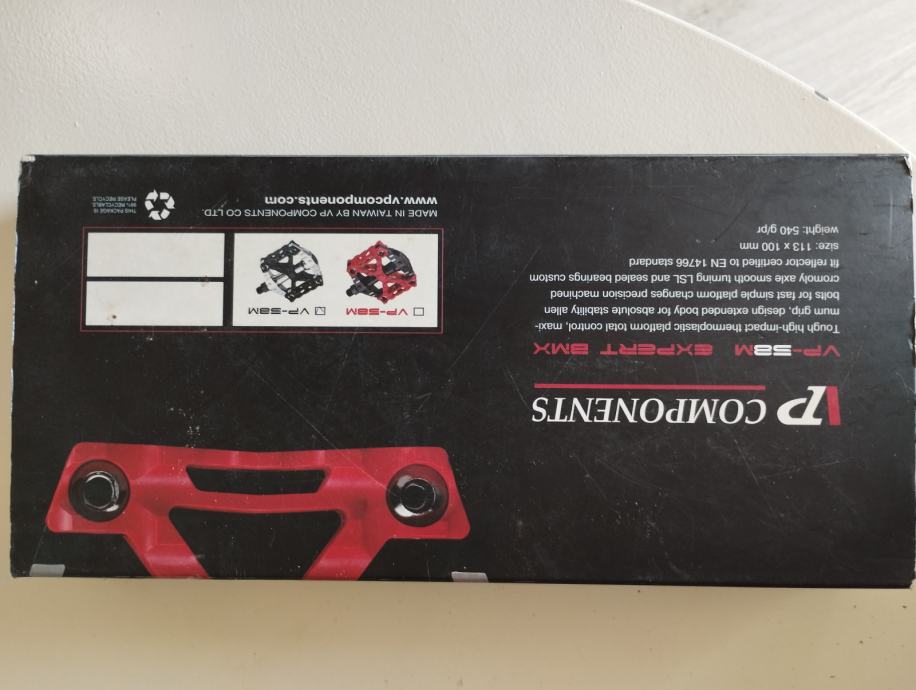 VP COMPONENTS
VP-58M EXPERT BMX
Tough high-impact thermoplastic platform total control, maxi-
mum grip, design extended body for absolute stability allen
bolts for fast simple platform changes precision machined
cromoly axle smooth turning LSL and sealed bearings custom
fit reflector certified to EN 14766 standard
size: 113 x 100 mm
weight: 540 g/pr
VP-58M
VP-58M
MADE IN TAIWAN BY VP COMPONENTS CO LTD.
www.vpcomponents.com
THIS PACKAGE IS
99% RECYCLABLE.
PLEASE RECYCLE.